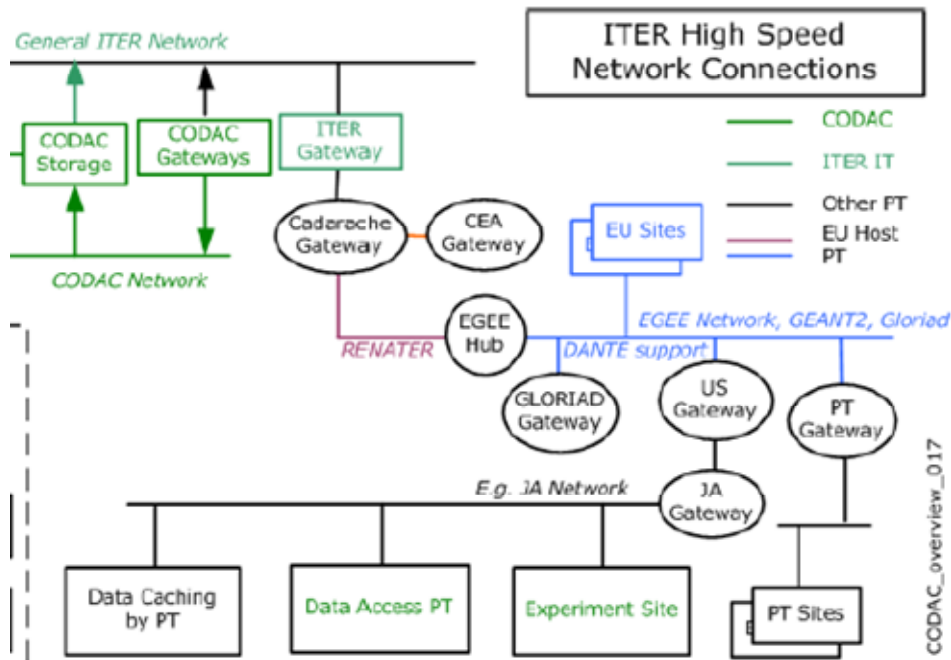 General ITER Network
ITER High Speed
Network Connections
CODAC
ITER IT
Other PT
EU Host
PT
CODAC
Storage
CODAC
Gateways
ITER
Gateway
Cadarache
Gateway
CEA
Gateway
EU Sites
CODAC Network
EGEE Network, GEANT2, Gloriad
RENATER
EGEE
Hub
DANTE support
GLORIAD
Gateway
US
Gateway
PT
Gateway
E.g. JA Network
JA
Gateway
Data Caching
by PT
Data Access PT
Experiment Site
PT Sites
CODAC_overview_017